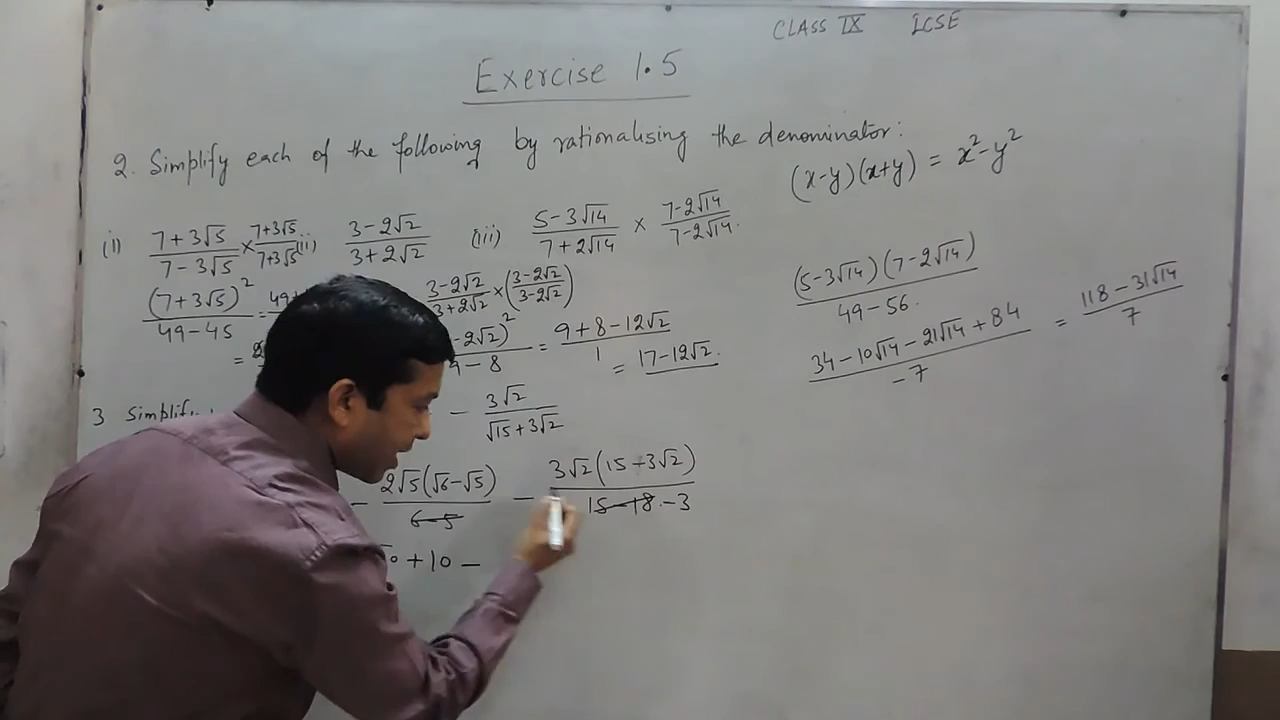 CLASS IX ICSE
Exercise 1.5
2. Simplify each of the following by rationalising the denominator:
(x-y)(x+y) = x²-y²
(i) (7+3√5)/(7-3√5) × (7+3√5)/(7+3√5) (ii) (3-2√2)/(3+2√2) (iii) (5-3√14)/(7+2√14) × (7-2√14)/(7-2√14).
(7+3√5)²/(49-45) =
(3-2√2)/(3+2√2) × ((3-2√2)/(3-2√2))
-2√2)²/9-8 = (9+8-12√2)/1
= 17-12√2.
(5-3√14)(7-2√14)/(49-56.)
(34-10√14-21√14+84)/(-7) = (118-31√14)/7
3 Simplify
- 3√2/(√15+3√2)
- 2√5(√6-√5)/(6-5) - 3√2(15-3√2)/(15-18.-3)
+10 -